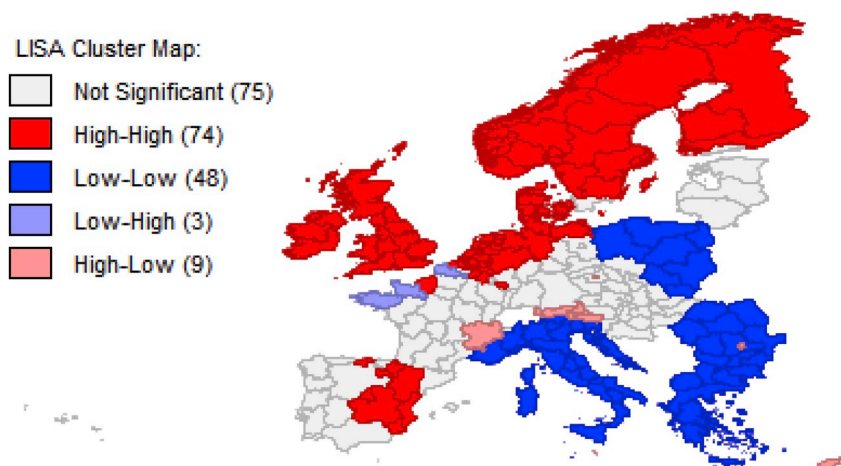 LISA Cluster Map:
Not Significant (75)
High-High (74)
Low-Low (48)
Low-High (3)
High-Low (9)